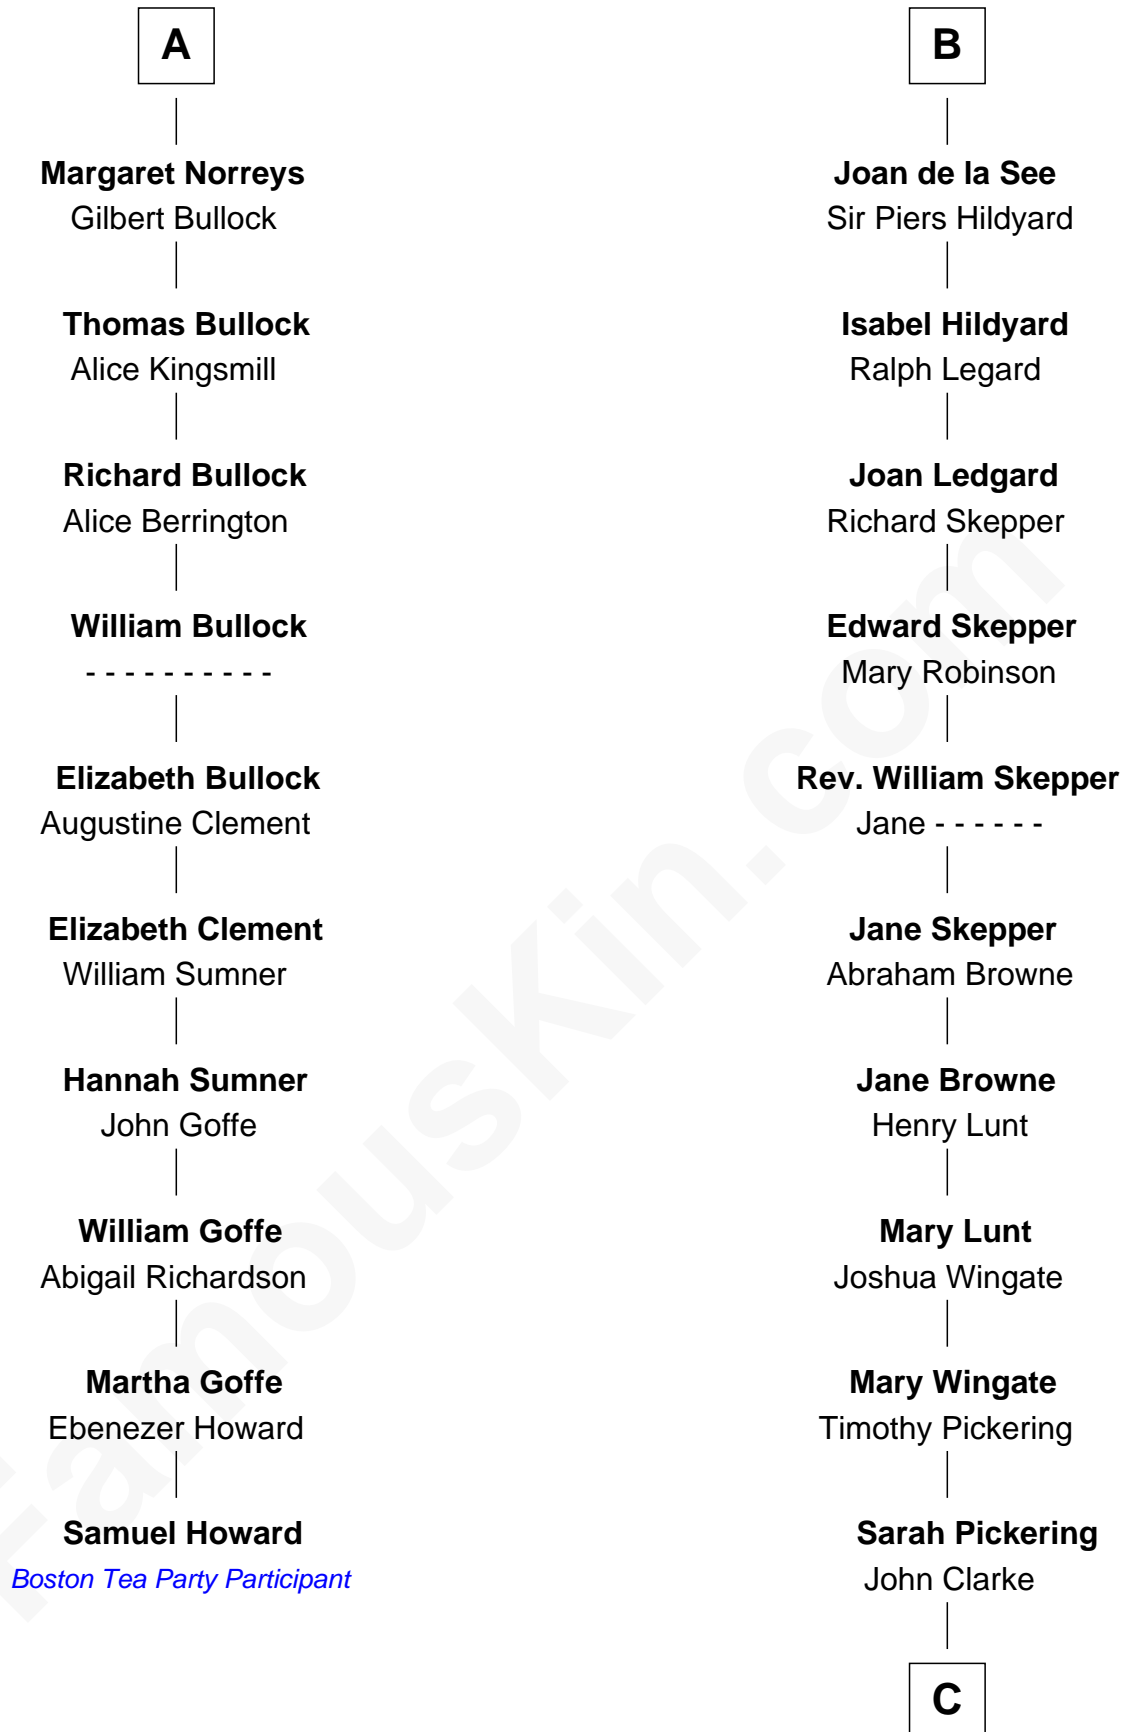 A
Margaret Norreys
Gilbert Bullock
Thomas Bullock
Alice Kingsmill
Richard Bullock
Alice Berrington
William Bullock
- - - - - - - - - -
Elizabeth Bullock
Augustine Clement
Elizabeth Clement
William Sumner
Hannah Sumner
John Goffe
William Goffe
Abigail Richardson
Martha Goffe
Ebenezer Howard
Samuel Howard
Boston Tea Party Participant
B
Joan de la See
Sir Piers Hildyard
Isabel Hildyard
Ralph Legard
Joan Ledgard
Richard Skepper
Edward Skepper
Mary Robinson
Rev. William Skepper
Jane - - - - - -
Jane Skepper
Abraham Browne
Jane Browne
Henry Lunt
Mary Lunt
Joshua Wingate
Mary Wingate
Timothy Pickering
Sarah Pickering
John Clarke
C
FamousKin.com